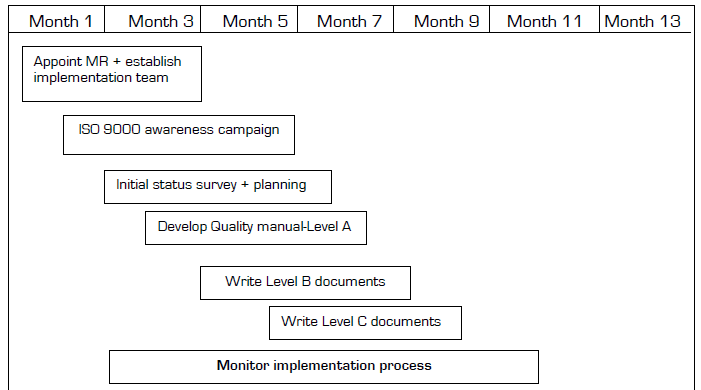 Month 1 Month 3 Month 5 Month 7 Month 9 Month 11 Month 13
Appoint MR + establish
implementation team
ISO 9000 awareness campaign
Initial status survey + planning
Develop Quality manual-Level A
Write Level B documents
Write Level C documents
Monitor implementation process